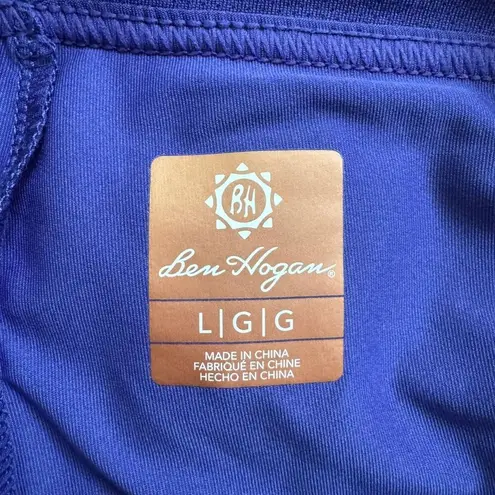 BH
Ben Hogan®
L|G|G
MADE IN CHINA
FABRIQUÉ EN CHINE
HECHO EN CHINA